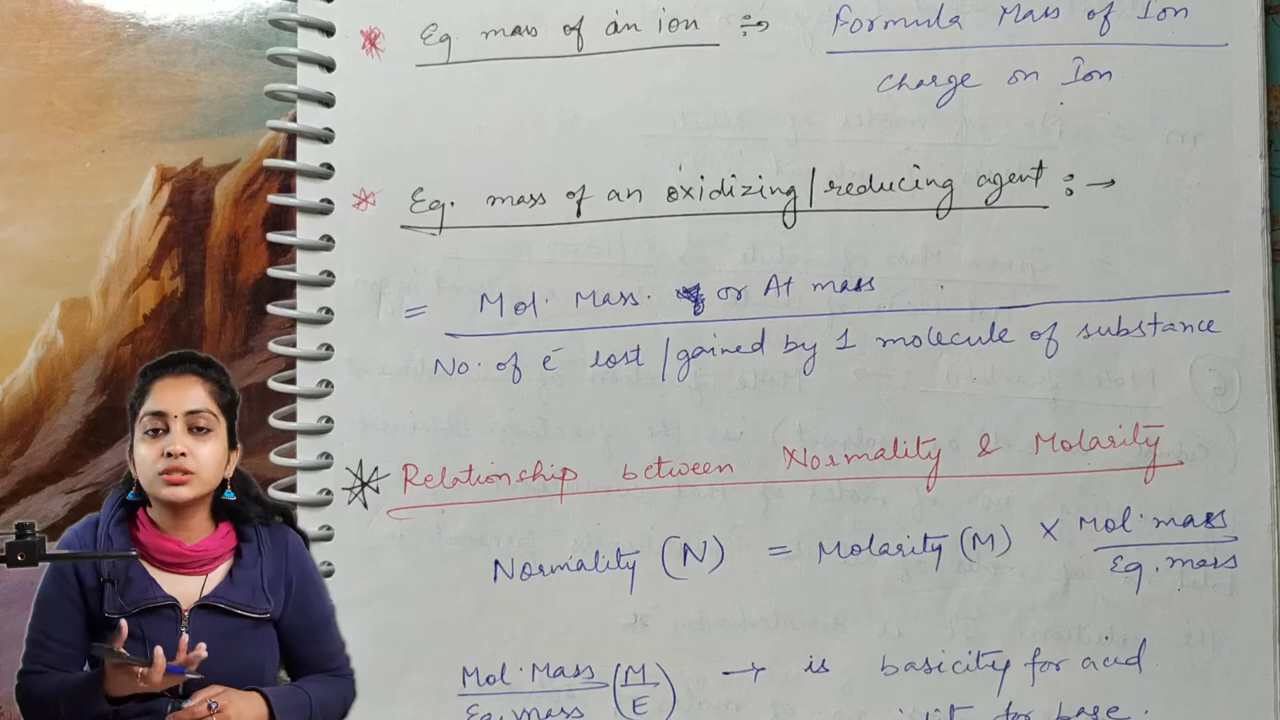 Eq. mass of an ion :→ Formula Mass of Ion
Charge on Ion
Eq. mass of an oxidizing/reducing agent :→
= Mol. Mass. or At mass
No. of e⁻ lost/gained by 1 molecule of substance
Relationship between Normality & Molarity
Normality (N) = Molarity (M) × Mol. mass
Eq. mass
Mol. Mass (M/E) → is basicity for acid
Eq. mass for base.